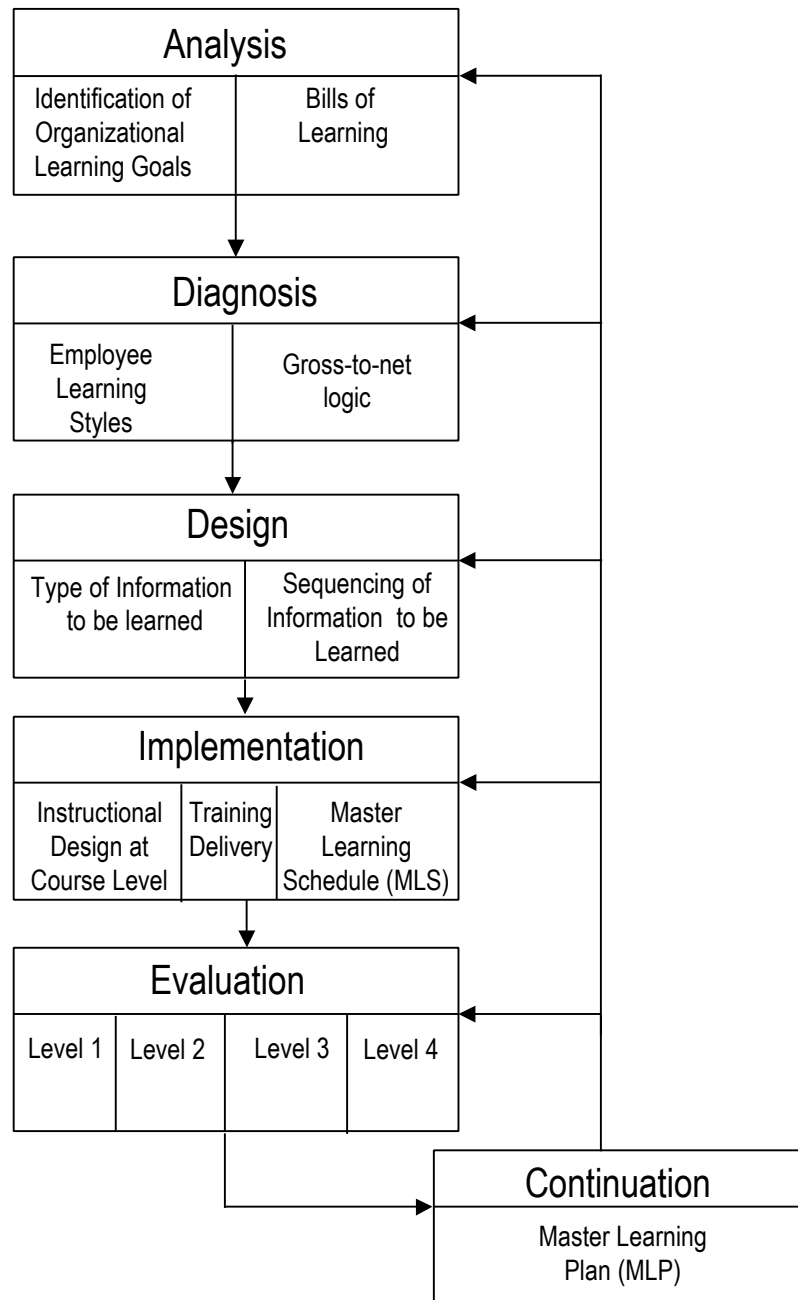 Analysis
Identification of
Organizational
Learning Goals
Bills of
Learning
Diagnosis
Employee
Learning
Styles
Gross-to-net
logic
Design
Type of Information
to be learned
Sequencing of
Information to be
Learned
Implementation
Instructional
Design at
Course Level
Training
Delivery
Master
Learning
Schedule (MLS)
Evaluation
Level 1
Level 2
Level 3
Level 4
Continuation
Master Learning
Plan (MLP)